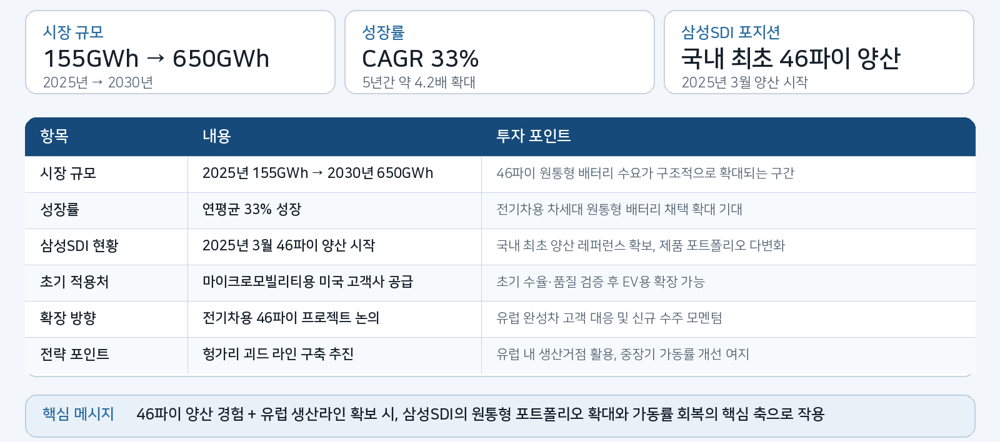 시장 규모
155GWh → 650GWh
2025년 → 2030년
성장률
CAGR 33%
5년간 약 4.2배 확대
삼성SDI 포지션
국내 최초 46파이 양산
2025년 3월 양산 시작
항목 내용 투자 포인트
시장 규모 2025년 155GWh → 2030년 650GWh 46파이 원통형 배터리 수요가 구조적으로 확대되는 구간
성장률 연평균 33% 성장 전기차용 차세대 원통형 배터리 채택 확대 기대
삼성SDI 현황 2025년 3월 46파이 양산 시작 국내 최초 양산 레퍼런스 확보, 제품 포트폴리오 다변화
초기 적용처 마이크로모빌리티용 미국 고객사 공급 초기 수율·품질 검증 후 EV용 확장 가능
확장 방향 전기차용 46파이 프로젝트 논의 유럽 완성차 고객 대응 및 신규 수주 모멘텀
전략 포인트 헝가리 괴드 라인 구축 추진 유럽 내 생산거점 활용, 중장기 가동률 개선 여지
핵심 메시지 46파이 양산 경험 + 유럽 생산라인 확보 시, 삼성SDI의 원통형 포트폴리오 확대와 가동률 회복의 핵심 축으로 작용